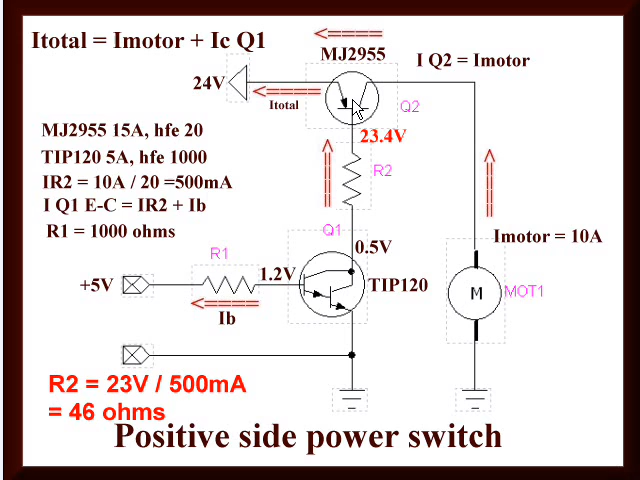 Itotal = Imotor + Ic Q1
MJ2955
I Q2 = Imotor
24V
Itotal
Q2
MJ2955 15A, hfe 20
23.4V
TIP120 5A, hfe 1000
R2
IR2 = 10A / 20 =500mA
I Q1 E-C = IR2 + Ib
R1 = 1000 ohms
Q1
Imotor = 10A
R1
0.5V
1.2V
+5V
TIP120
M
MOT1
Ib
R2 = 23V / 500mA
= 46 ohms
Positive side power switch